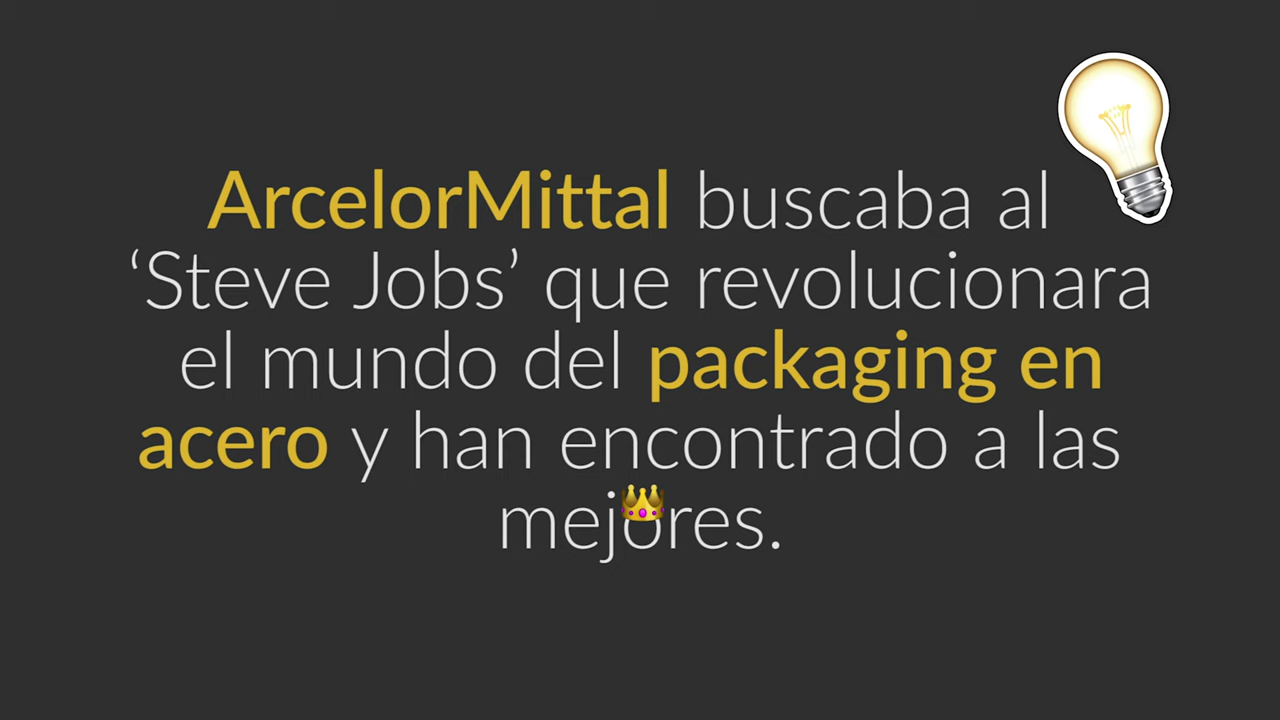 ArcelorMittal buscaba al
‘Steve Jobs’ que revolucionara
el mundo del packaging en
acero y han encontrado a las
mejores.